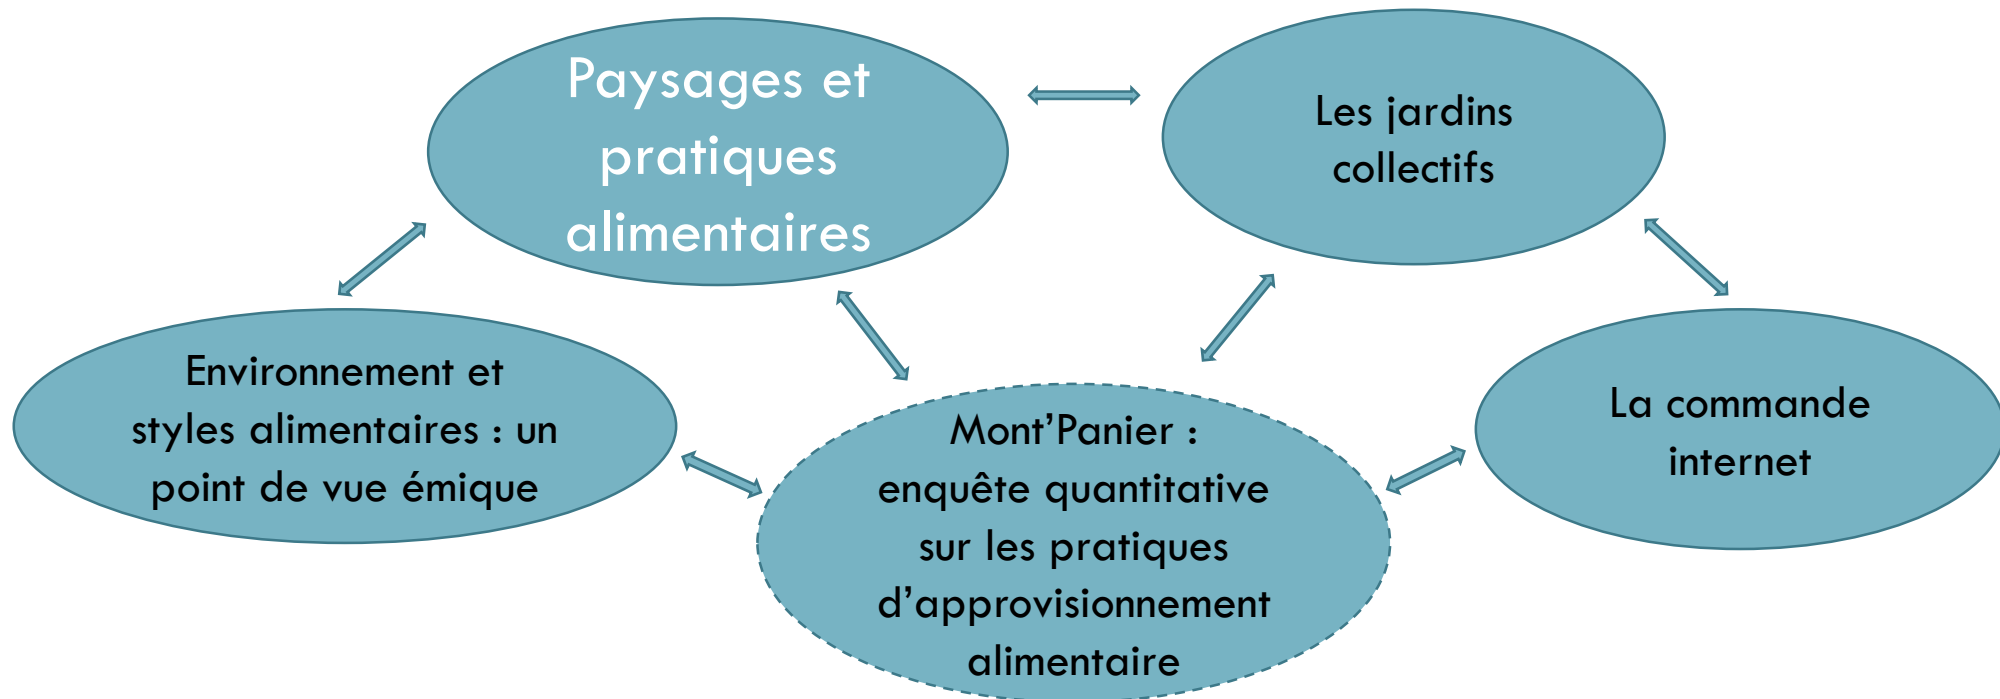 Paysages et
pratiques
alimentaires
Les jardins
collectifs
Environnement et
styles alimentaires : un
point de vue émique
Mont’Panier :
enquête quantitative
sur les pratiques
d’approvisionnement
alimentaire
La commande
internet